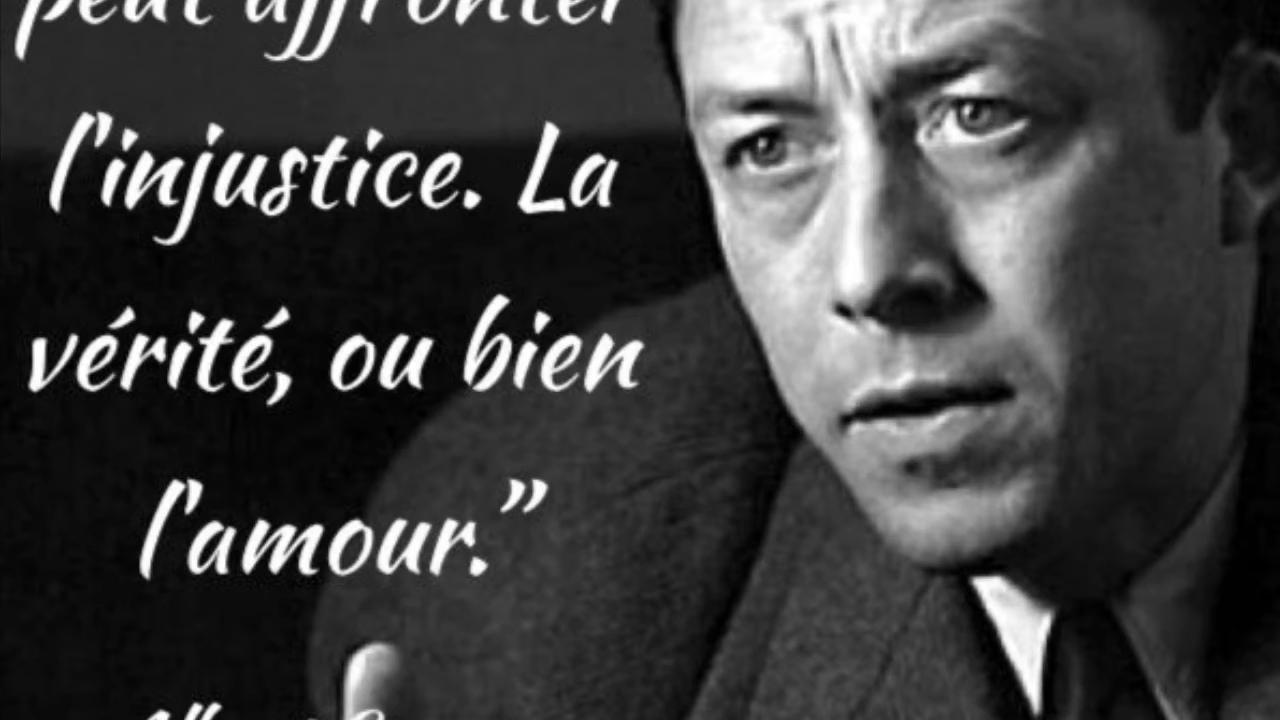 peut affronter
l'injustice. La
vérité, ou bien
l'amour.”